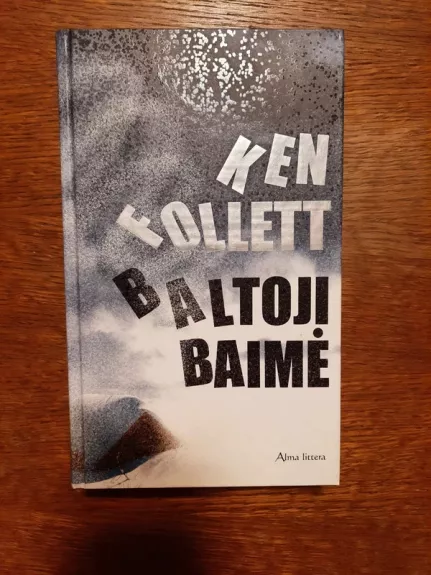 KEN
FOLLETT
BALTOJI
BAIMĖ
Alma littera